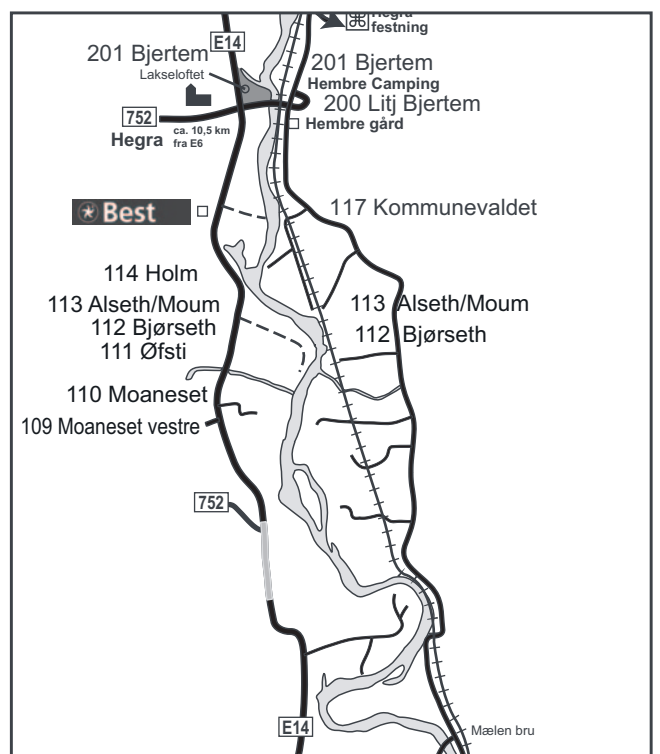 Hegra
festning
E14
201 Bjertem
Lakseloftet
201 Bjertem
Hembre Camping
200 Litj Bjertem
752
Hembre gård
Hegra
ca. 10,5 km
fra E6
Best
117 Kommunevaldet
114 Holm
113 Alseth/Moum
113 Alseth/Moum
112 Bjørseth
112 Bjørseth
111 Øfsti
110 Moaneset
109 Moaneset vestre
752
E14
Mælen bru